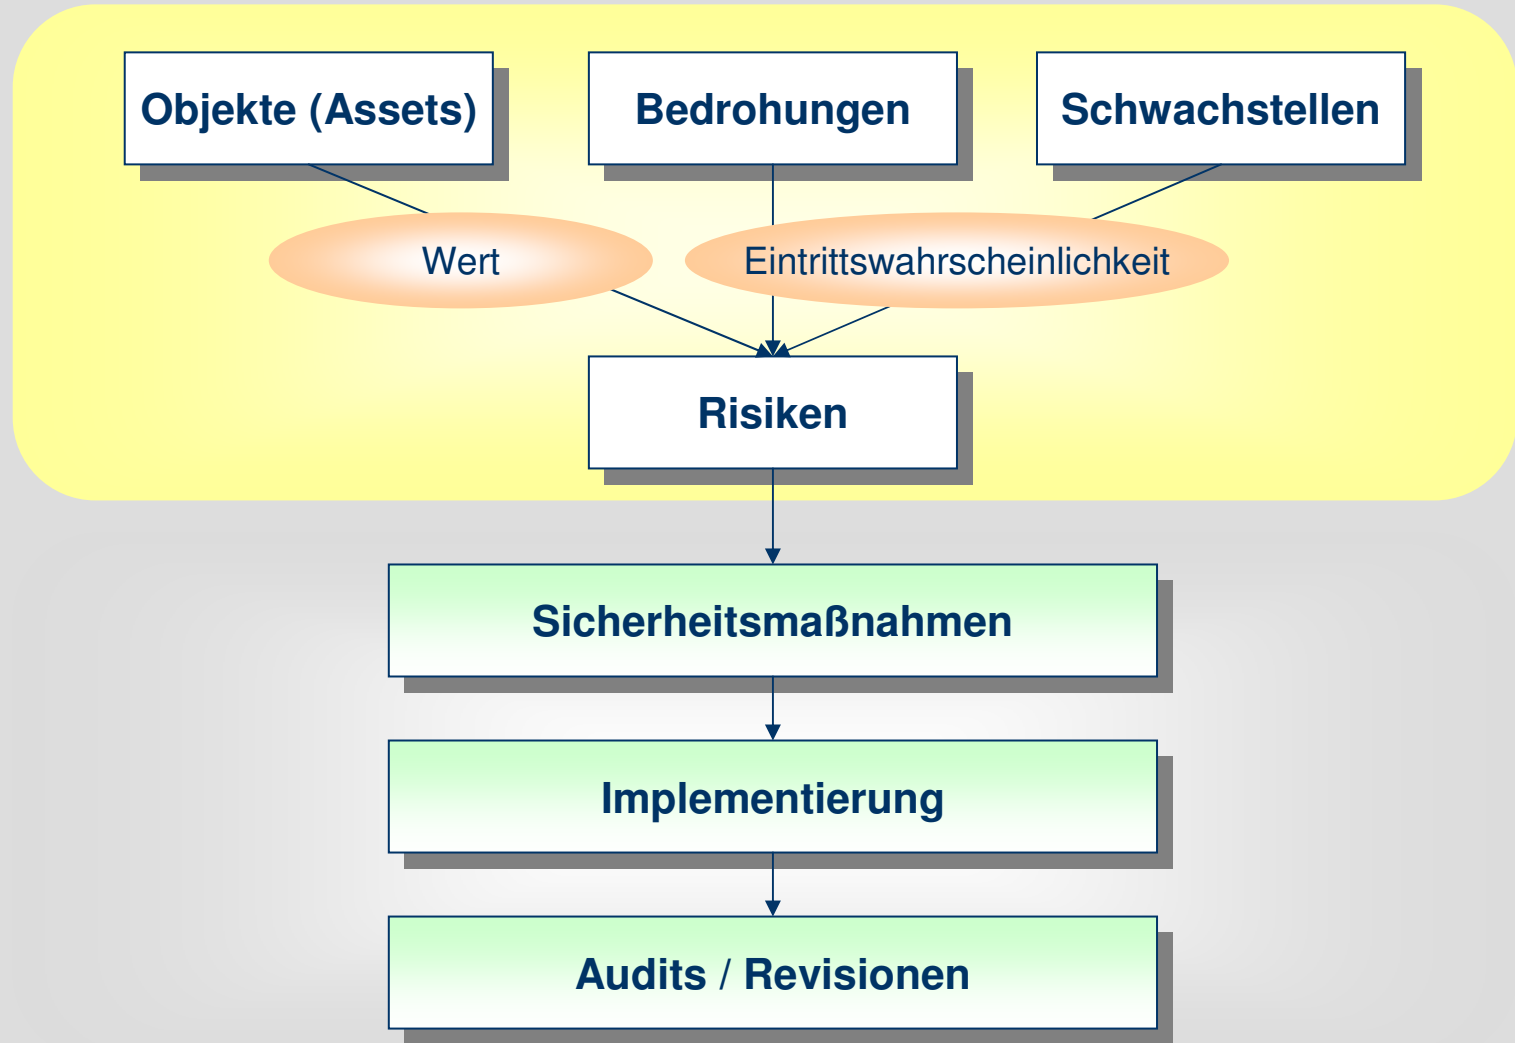 Objekte (Assets)
Bedrohungen
Schwachstellen
Wert
Eintrittswahrscheinlichkeit
Risiken
Sicherheitsmaßnahmen
Implementierung
Audits / Revisionen